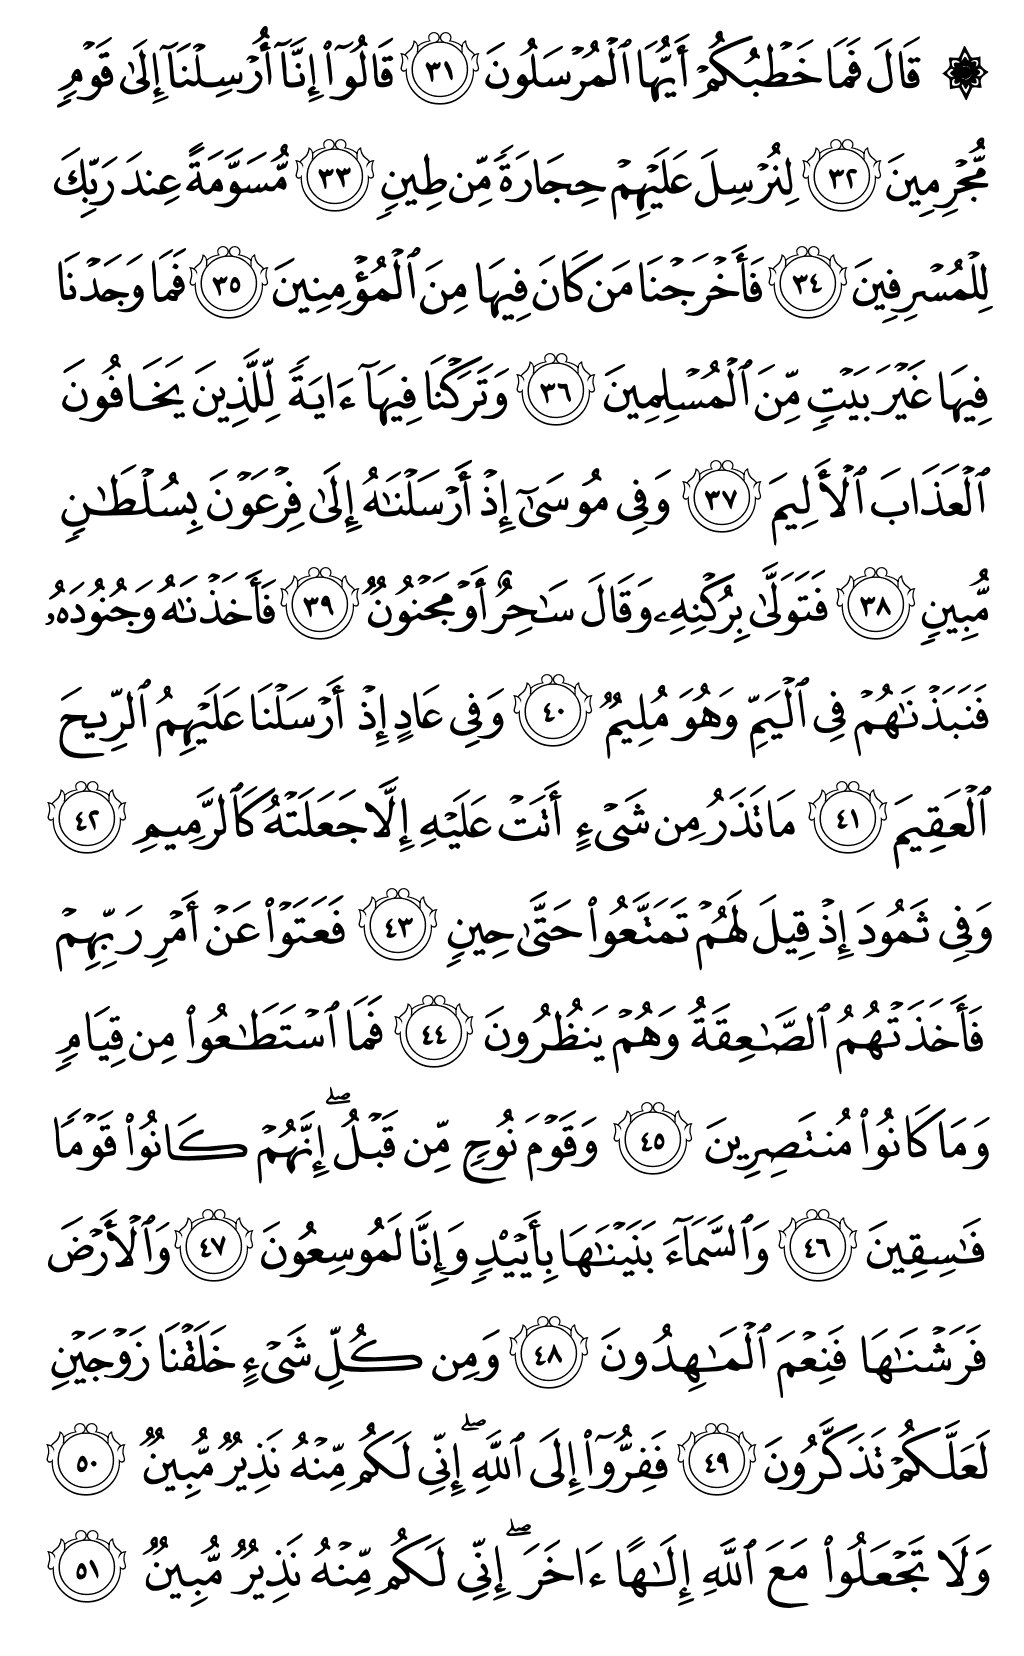 ۞ قَالَ فَمَا خَطۡبُكُمۡ أَيُّهَا ٱلۡمُرۡسَلُونَ ٣١ قَالُوٓاْ إِنَّآ أُرۡسِلۡنَآ إِلَىٰ قَوۡمٖ
مُّجۡرِمِينَ ٣٢ لِنُرۡسِلَ عَلَيۡهِمۡ حِجَارَةٗ مِّن طِينٖ ٣٣ مُّسَوَّمَةً عِندَ رَبِّكَ
لِلۡمُسۡرِفِينَ ٣٤ فَأَخۡرَجۡنَا مَن كَانَ فِيهَا مِنَ ٱلۡمُؤۡمِنِينَ ٣٥ فَمَا وَجَدۡنَا
فِيهَا غَيۡرَ بَيۡتٖ مِّنَ ٱلۡمُسۡلِمِينَ ٣٦ وَتَرَكۡنَا فِيهَآ ءَايَةٗ لِّلَّذِينَ يَخَافُونَ
ٱلۡعَذَابَ ٱلۡأَلِيمَ ٣٧ وَفِي مُوسَىٰٓ إِذۡ أَرۡسَلۡنَٰهُ إِلَىٰ فِرۡعَوۡنَ بِسُلۡطَٰنٖ
مُّبِينٖ ٣٨ فَتَوَلَّىٰ بِرُكۡنِهِۦ وَقَالَ سَٰحِرٌ أَوۡ مَجۡنُونٞ ٣٩ فَأَخَذۡنَٰهُ وَجُنُودَهُۥ
فَنَبَذۡنَٰهُمۡ فِي ٱلۡيَمِّ وَهُوَ مُلِيمٞ ٤٠ وَفِي عَادٍ إِذۡ أَرۡسَلۡنَا عَلَيۡهِمُ ٱلرِّيحَ
ٱلۡعَقِيمَ ٤١ مَا تَذَرُ مِن شَيۡءٍ أَتَتۡ عَلَيۡهِ إِلَّا جَعَلَتۡهُ كَٱلرَّمِيمِ ٤٢
وَفِي ثَمُودَ إِذۡ قِيلَ لَهُمۡ تَمَتَّعُواْ حَتَّىٰ حِينٖ ٤٣ فَعَتَوۡاْ عَنۡ أَمۡرِ رَبِّهِمۡ
فَأَخَذَتۡهُمُ ٱلصَّٰعِقَةُ وَهُمۡ يَنظُرُونَ ٤٤ فَمَا ٱسۡتَطَٰعُواْ مِن قِيَامٖ
وَمَا كَانُواْ مُنتَصِرِينَ ٤٥ وَقَوۡمَ نُوحٖ مِّن قَبۡلُۖ إِنَّهُمۡ كَانُواْ قَوۡمٗا
فَٰسِقِينَ ٤٦ وَٱلسَّمَآءَ بَنَيۡنَٰهَا بِأَيۡيْدٖ وَإِنَّا لَمُوسِعُونَ ٤٧ وَٱلۡأَرۡضَ
فَرَشۡنَٰهَا فَنِعۡمَ ٱلۡمَٰهِدُونَ ٤٨ وَمِن كُلِّ شَيۡءٍ خَلَقۡنَا زَوۡجَيۡنِ
لَعَلَّكُمۡ تَذَكَّرُونَ ٤٩ فَفِرُّوٓاْ إِلَى ٱللَّهِۖ إِنِّي لَكُم مِّنۡهُ نَذِيرٞ مُّبِينٞ ٥٠
وَلَا تَجۡعَلُواْ مَعَ ٱللَّهِ إِلَٰهًا ءَاخَرَۖ إِنِّي لَكُم مِّنۡهُ نَذِيرٞ مُّبِينٞ ٥١